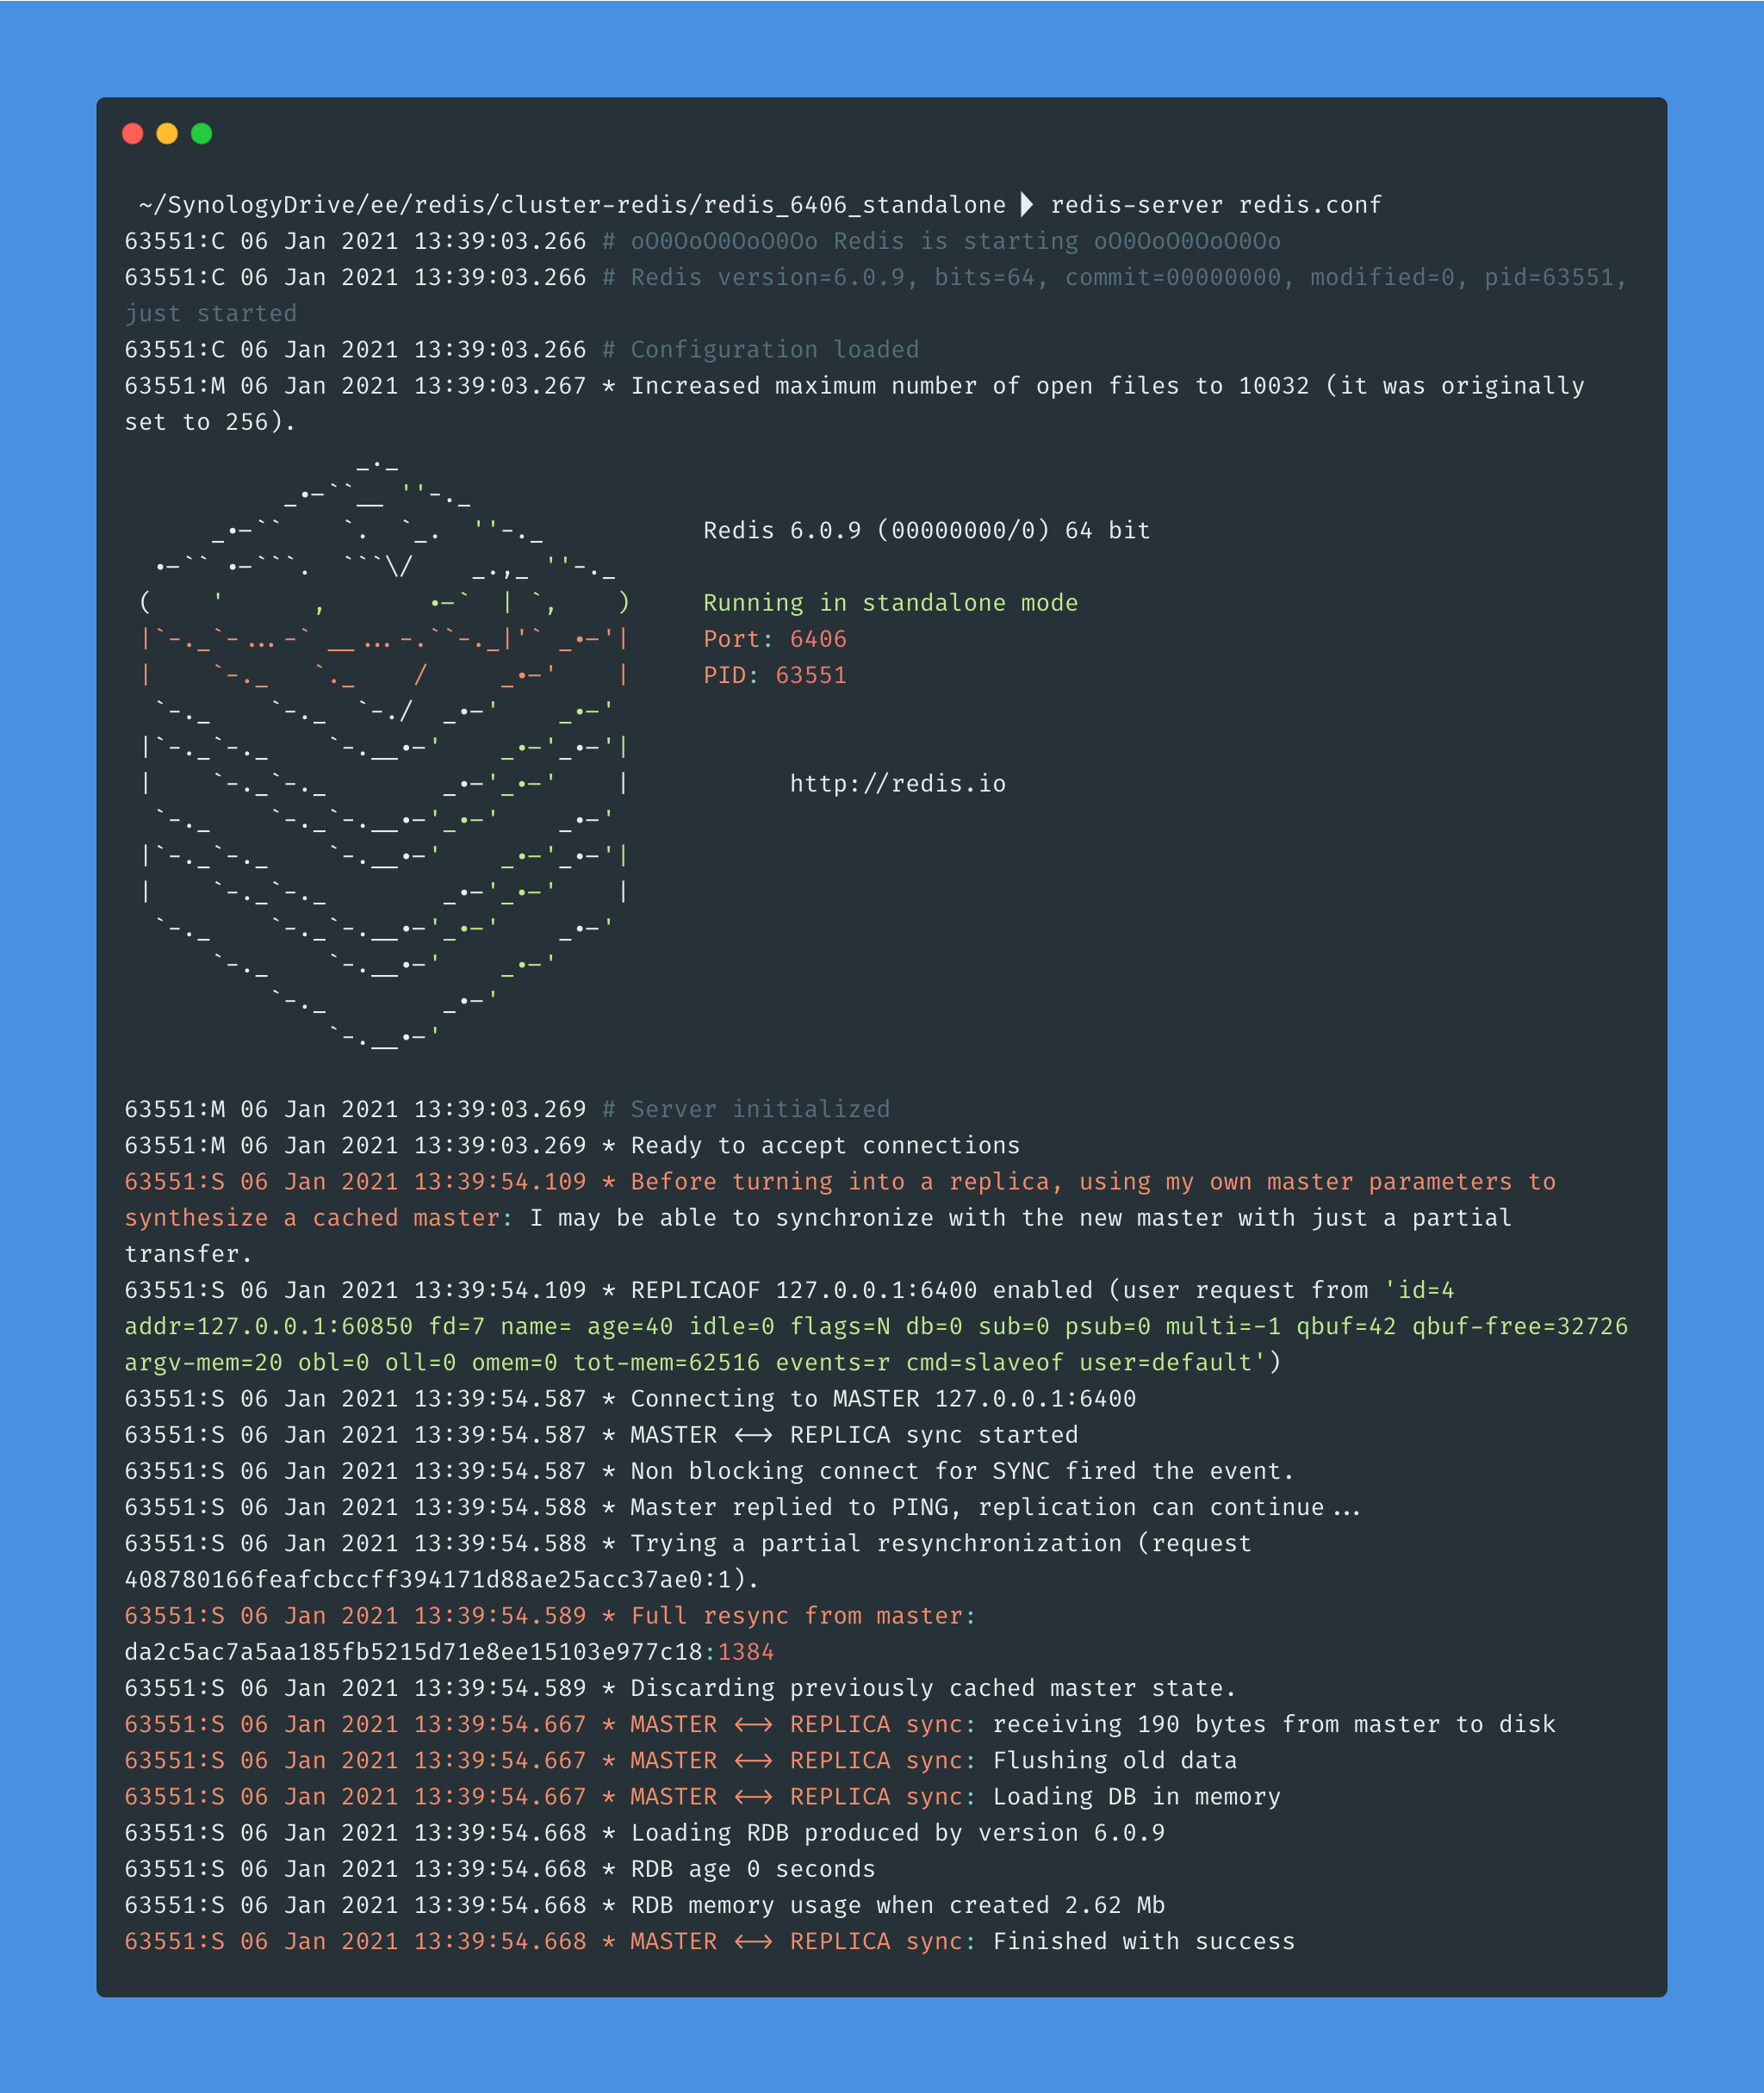 ~/SynologyDrive/ee/redis/cluster-redis/redis_6406_standalone  redis-server redis.conf
63551:C 06 Jan 2021 13:39:03.266 # oO0OoO0OoO0Oo Redis is starting oO0OoO0OoO0Oo
63551:C 06 Jan 2021 13:39:03.266 # Redis version=6.0.9, bits=64, commit=00000000, modified=0, pid=63551,
just started
63551:C 06 Jan 2021 13:39:03.266 # Configuration loaded
63551:M 06 Jan 2021 13:39:03.267 * Increased maximum number of open files to 10032 (it was originally
set to 256).
Redis 6.0.9 (00000000/0) 64 bit
Running in standalone mode
Port: 6406
PID: 63551
http://redis.io
63551:M 06 Jan 2021 13:39:03.269 # Server initialized
63551:M 06 Jan 2021 13:39:03.269 * Ready to accept connections
63551:S 06 Jan 2021 13:39:54.109 * Before turning into a replica, using my own master parameters to
synthesize a cached master: I may be able to synchronize with the new master with just a partial
transfer.
63551:S 06 Jan 2021 13:39:54.109 * REPLICAOF 127.0.0.1:6400 enabled (user request from 'id=4
addr=127.0.0.1:60850 fd=7 name= age=40 idle=0 flags=N db=0 sub=0 psub=0 multi=-1 qbuf=42 qbuf-free=32726
argv-mem=20 obl=0 oll=0 omem=0 tot-mem=62516 events=r cmd=slaveof user=default')
63551:S 06 Jan 2021 13:39:54.587 * Connecting to MASTER 127.0.0.1:6400
63551:S 06 Jan 2021 13:39:54.587 * MASTER <-> REPLICA sync started
63551:S 06 Jan 2021 13:39:54.587 * Non blocking connect for SYNC fired the event.
63551:S 06 Jan 2021 13:39:54.588 * Master replied to PING, replication can continue...
63551:S 06 Jan 2021 13:39:54.588 * Trying a partial resynchronization (request
408780166feafcbccff394171d88ae25acc37ae0:1).
63551:S 06 Jan 2021 13:39:54.589 * Full resync from master:
da2c5ac7a5aa185fb5215d71e8ee15103e977c18:1384
63551:S 06 Jan 2021 13:39:54.589 * Discarding previously cached master state.
63551:S 06 Jan 2021 13:39:54.667 * MASTER <-> REPLICA sync: receiving 190 bytes from master to disk
63551:S 06 Jan 2021 13:39:54.667 * MASTER <-> REPLICA sync: Flushing old data
63551:S 06 Jan 2021 13:39:54.667 * MASTER <-> REPLICA sync: Loading DB in memory
63551:S 06 Jan 2021 13:39:54.668 * Loading RDB produced by version 6.0.9
63551:S 06 Jan 2021 13:39:54.668 * RDB age 0 seconds
63551:S 06 Jan 2021 13:39:54.668 * RDB memory usage when created 2.62 Mb
63551:S 06 Jan 2021 13:39:54.668 * MASTER <-> REPLICA sync: Finished with success